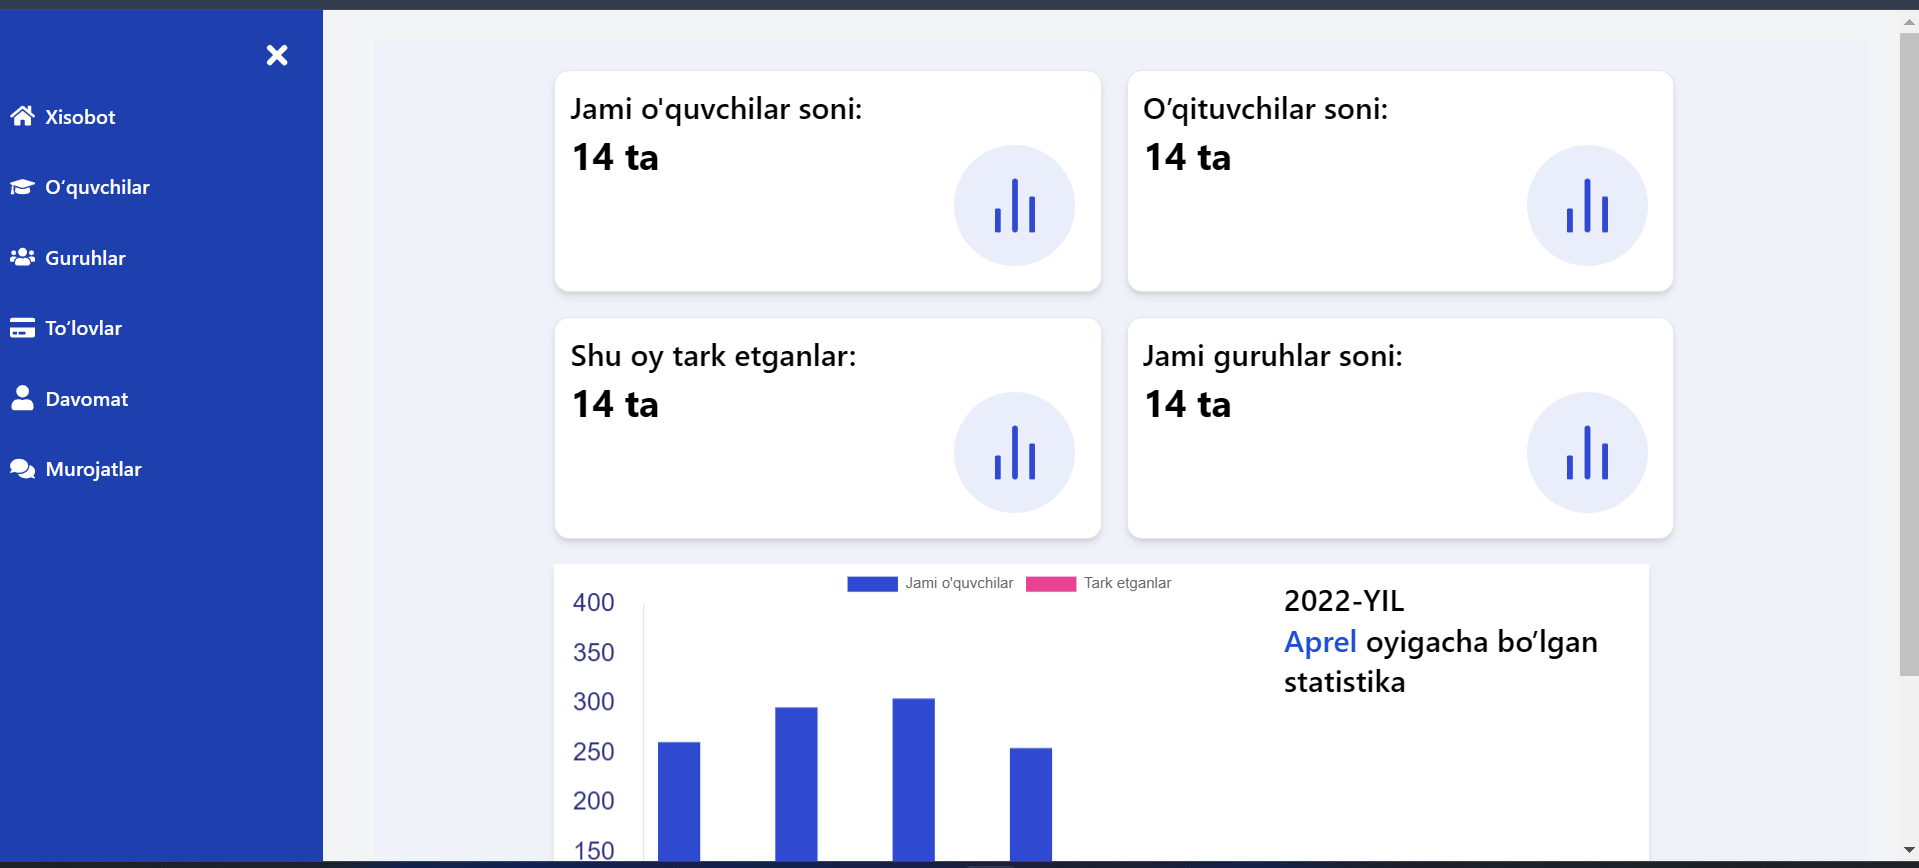 Xisobot
O‘quvchilar
Guruhlar
To‘lovlar
Davomat
Murojatlar
Jami o'quvchilar soni:
14 ta
O’qituvchilar soni:
14 ta
Shu oy tark etganlar:
14 ta
Jami guruhlar soni:
14 ta
Jami o'quvchilar
Tark etganlar
400
350
300
250
200
150
2022-YIL
Aprel oyigacha bo’lgan
statistika